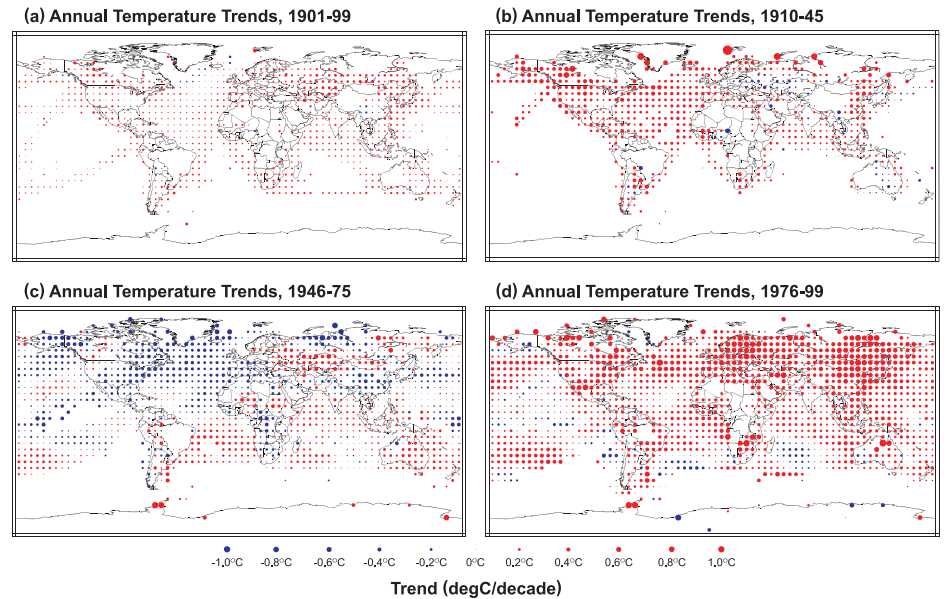 (a) Annual Temperature Trends, 1901-99
(b) Annual Temperature Trends, 1910-45
(c) Annual Temperature Trends, 1946-75
(d) Annual Temperature Trends, 1976-99
-1.0°C -0.8°C -0.6°C -0.4°C -0.2°C 0°C 0.2°C 0.4°C 0.6°C 0.8°C 1.0°C
Trend (degC/decade)